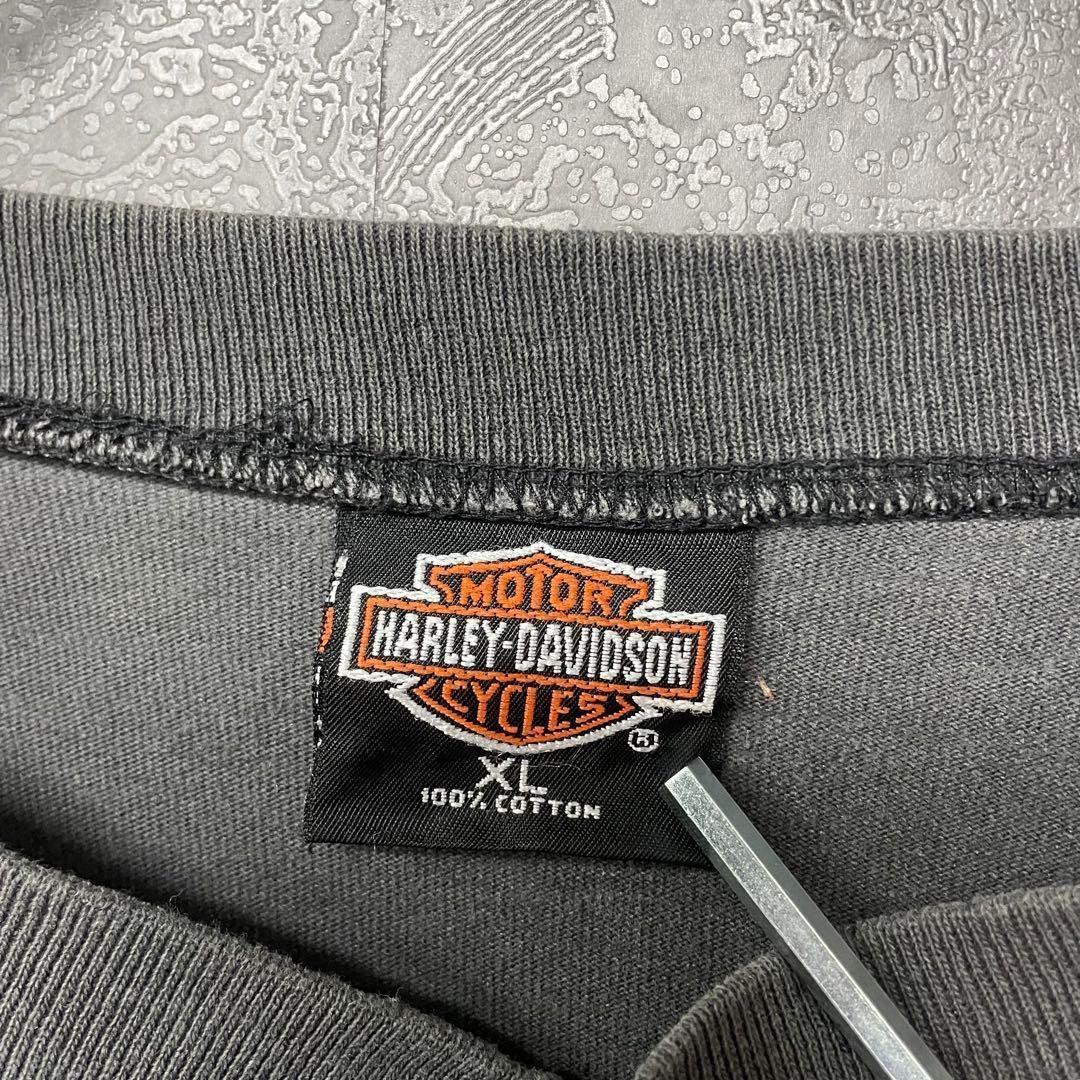 MOTOR
HARLEY-DAVIDSON
CYCLES
®
XL
100% COTTON